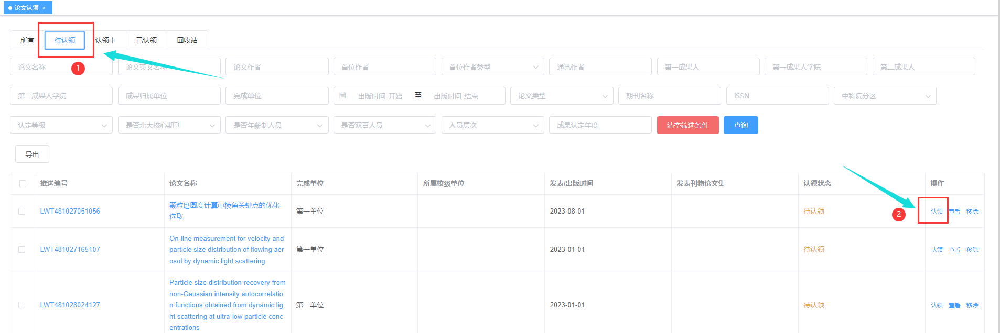 论文认领 ×
所有 待认领 认领中 已认领 回收站
1
论文名称 论文英文名称 论文作者 首位作者 首位作者类型 通讯作者 第一成果人 第一成果人学院 第二成果人
第二成果人学院 成果归属单位 完成单位 出版时间-开始 至 出版时间-结束 论文类型 期刊名称 ISSN 中科院分区
认定等级 是否北大核心期刊 是否年薪制人员 是否双百人员 人员层次 成果认定年度 清空筛选条件 查询
导出
推送编号 论文名称 完成单位 所属校级单位 发表/出版时间 发表刊物论文集 认领状态 操作
LWT481027051056
颗粒磨圆度计算中棱角关键点的优化
选取
第一单位 2023-08-01 待认领 2 认领 查看 移除
LWT481027165107
On-line measurement for velocity and
particle size distribution of flowing aer
osol by dynamic light scattering
第一单位 2023-01-01 待认领 认领 查看 移除
LWT481028024127
Particle size distribution recovery from
non-Gaussian intensity autocorrelatio
n functions obtained from dynamic lig
ht scattering at ultra-low particle conc
entrations
第一单位 2023-01-01 待认领 认领 查看 移除